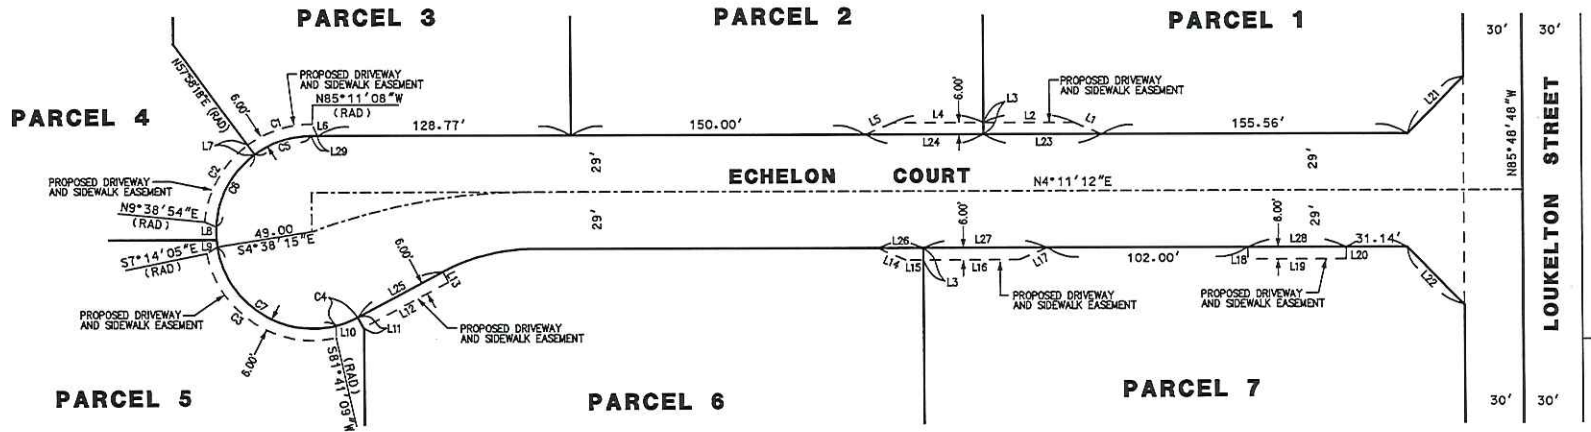 PARCEL 3
PARCEL 2
PARCEL 1
30'
30'
N57°58'18"E (RAD)
6.00'
PROPOSED DRIVEWAY
AND SIDEWALK EASEMENT
N85°11'08"W
(RAD)
C1
L6
C5
L29
128.77'
150.00'
L5
L4
6.00'
L3
L2
PROPOSED DRIVEWAY
AND SIDEWALK EASEMENT
L1
L24
L23
155.56'
L21
N85°48'48"W
LOUKELTON STREET
PARCEL 4
L7
C2
C6
29'
29'
PROPOSED DRIVEWAY
AND SIDEWALK EASEMENT
ECHELON COURT
N4°11'12"E
N9°38'54"E
(RAD)
L8
49.00
S4°38'15"E
L9
S7°14'05"E
(RAD)
29'
6.00'
6.00'
29'
6.00'
L26
L27
L28
31.14'
L14
L15
L16
L17
102.00'
L18
L19
L20
L3
L22
L25
L13
L12
C4
C7
C3
L10
L11
PROPOSED DRIVEWAY
AND SIDEWALK EASEMENT
PROPOSED DRIVEWAY
AND SIDEWALK EASEMENT
PROPOSED DRIVEWAY
AND SIDEWALK EASEMENT
PROPOSED DRIVEWAY
AND SIDEWALK EASEMENT
6.00'
(RAD)
S81°41'09"W
PARCEL 5
PARCEL 6
PARCEL 7
30'
30'